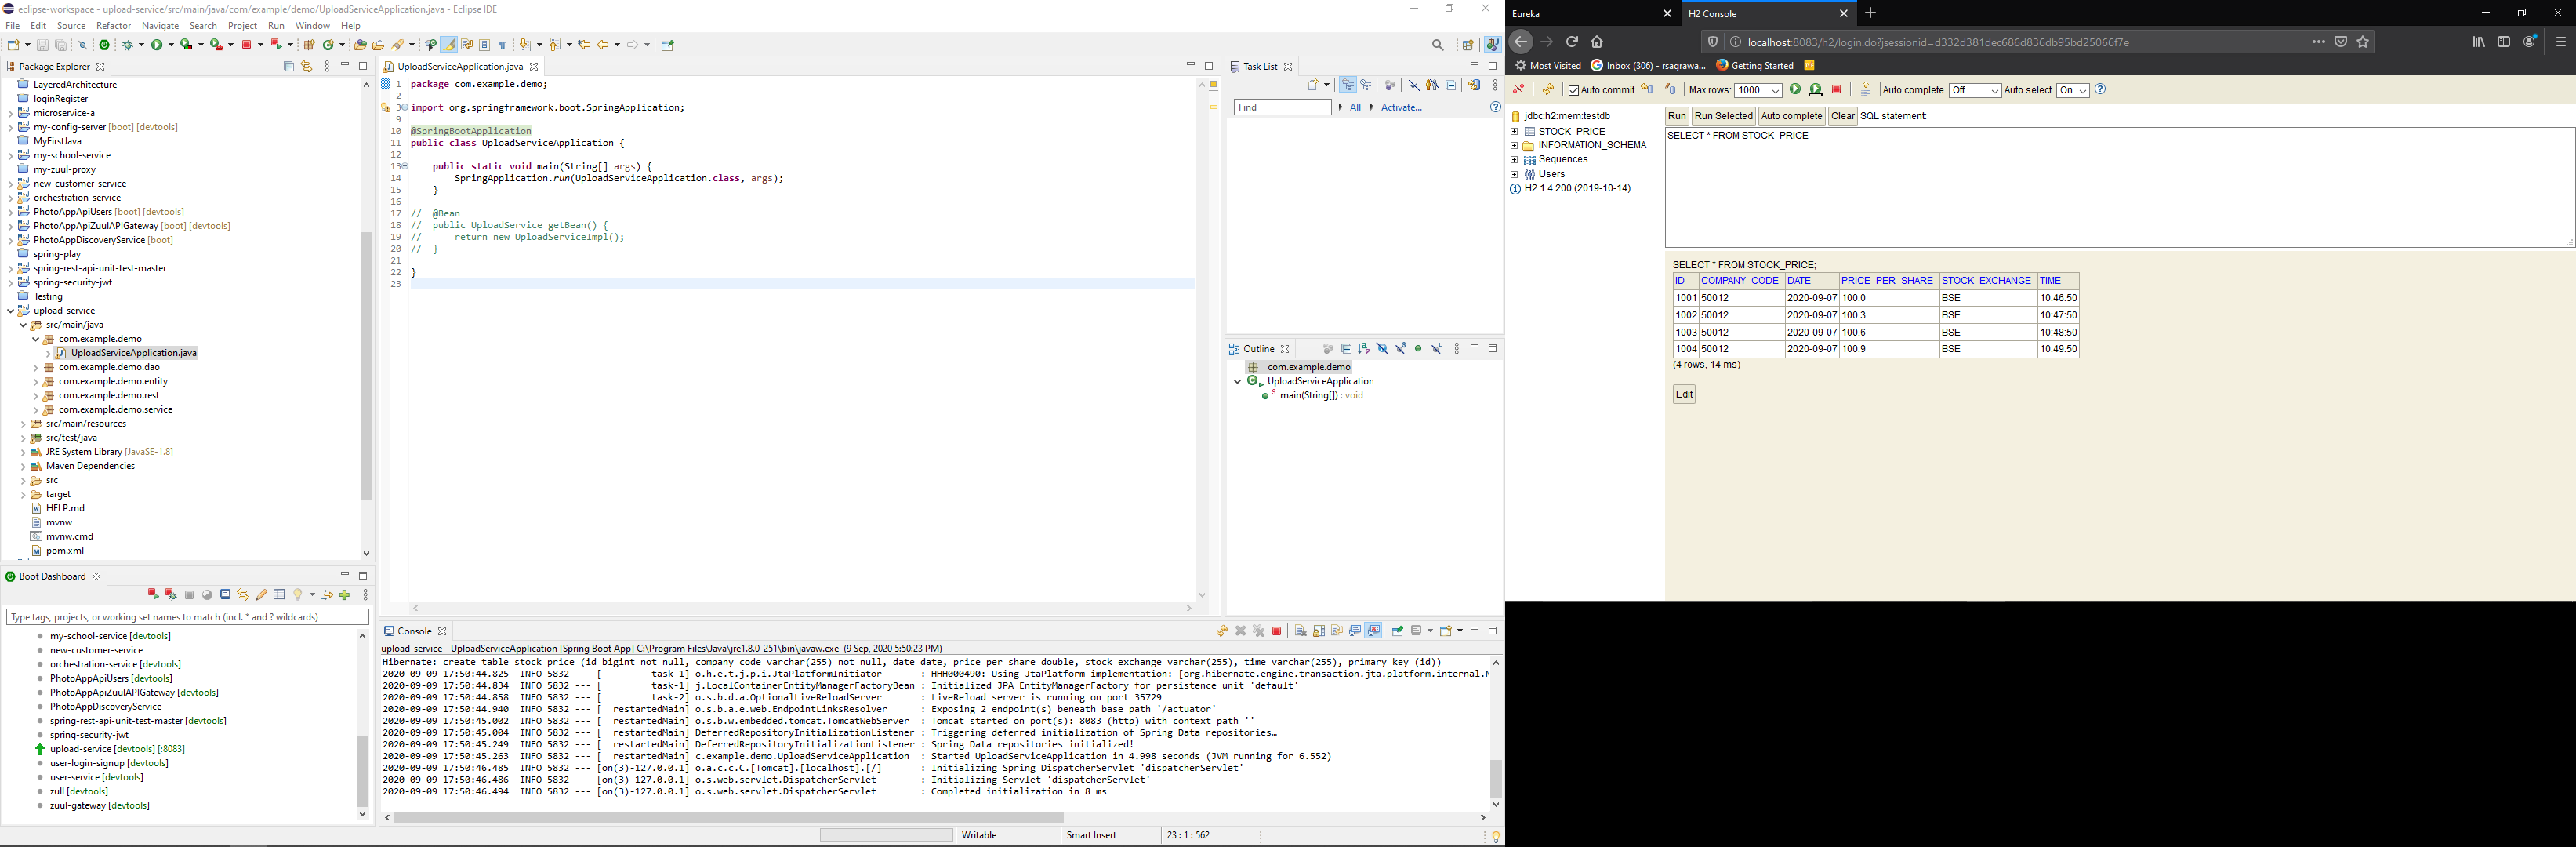 eclipse-workspace - upload-service/src/main/java/com/example/demo/UploadServiceApplication.java - Eclipse IDE
File Edit Source Refactor Navigate Search Project Run Window Help
Package Explorer
LayeredArchitecture
loginRegister
microservice-a
my-config-server [boot] [devtools]
MyFirstJava
my-school-service
my-zuul-proxy
new-customer-service
orchestration-service
PhotoAppApiUsers [boot] [devtools]
PhotoAppApiZuulAPIGateway [boot] [devtools]
PhotoAppDiscoveryService [boot]
spring-play
spring-rest-api-unit-test-master
spring-security-jwt
Testing
upload-service
src/main/java
com.example.demo
UploadServiceApplication.java
com.example.demo.dao
com.example.demo.entity
com.example.demo.rest
com.example.demo.service
src/main/resources
src/test/java
JRE System Library [JavaSE-1.8]
Maven Dependencies
src
target
HELP.md
mvnw
mvnw.cmd
pom.xml
Boot Dashboard
Type tags, projects, or working set names to match (incl. * and ? wildcards)
my-school-service [devtools]
new-customer-service
orchestration-service [devtools]
PhotoAppApiUsers [devtools]
PhotoAppApiZuulAPIGateway [devtools]
PhotoAppDiscoveryService
spring-rest-api-unit-test-master [devtools]
spring-security-jwt
upload-service [devtools] [:8083]
user-login-signup [devtools]
user-service [devtools]
zull [devtools]
zuul-gateway [devtools]
UploadServiceApplication.java
1 package com.example.demo;
2
3 import org.springframework.boot.SpringApplication;
9
10 @SpringBootApplication
11 public class UploadServiceApplication {
12
13 public static void main(String[] args) {
14 SpringApplication.run(UploadServiceApplication.class, args);
15 }
16
17 // @Bean
18 // public UploadService getBean() {
19 // return new UploadServiceImpl();
20 // }
21
22 }
23
Task List
Find All Activate...
Outline
com.example.demo
UploadServiceApplication
main(String[]) : void
Console
upload-service - UploadServiceApplication [Spring Boot App] C:\Program Files\Java\jre1.8.0_251\bin\javaw.exe (9 Sep, 2020 5:50:23 PM)
Hibernate: create table stock_price (id bigint not null, company_code varchar(255) not null, date date, price_per_share double, stock_exchange varchar(255), time varchar(255), primary key (id))
2020-09-09 17:50:44.825 INFO 5832 --- [ task-1] o.h.e.t.j.p.i.JtaPlatformInitiator : HHH000490: Using JtaPlatform implementation: [org.hibernate.engine.transaction.jta.platform.internal.N
2020-09-09 17:50:44.834 INFO 5832 --- [ task-1] j.LocalContainerEntityManagerFactoryBean : Initialized JPA EntityManagerFactory for persistence unit 'default'
2020-09-09 17:50:44.858 INFO 5832 --- [ task-2] o.s.b.d.a.OptionalLiveReloadServer : LiveReload server is running on port 35729
2020-09-09 17:50:44.940 INFO 5832 --- [ restartedMain] o.s.b.a.e.web.EndpointLinksResolver : Exposing 2 endpoint(s) beneath base path '/actuator'
2020-09-09 17:50:45.002 INFO 5832 --- [ restartedMain] o.s.b.w.embedded.tomcat.TomcatWebServer : Tomcat started on port(s): 8083 (http) with context path ''
2020-09-09 17:50:45.004 INFO 5832 --- [ restartedMain] DeferredRepositoryInitializationListener : Triggering deferred initialization of Spring Data repositories…
2020-09-09 17:50:45.249 INFO 5832 --- [ restartedMain] DeferredRepositoryInitializationListener : Spring Data repositories initialized!
2020-09-09 17:50:45.263 INFO 5832 --- [ restartedMain] c.example.demo.UploadServiceApplication : Started UploadServiceApplication in 4.998 seconds (JVM running for 6.552)
2020-09-09 17:50:46.485 INFO 5832 --- [on(3)-127.0.0.1] o.a.c.c.C.[Tomcat].[localhost].[/] : Initializing Spring DispatcherServlet 'dispatcherServlet'
2020-09-09 17:50:46.486 INFO 5832 --- [on(3)-127.0.0.1] o.s.web.servlet.DispatcherServlet : Initializing Servlet 'dispatcherServlet'
2020-09-09 17:50:46.494 INFO 5832 --- [on(3)-127.0.0.1] o.s.web.servlet.DispatcherServlet : Completed initialization in 8 ms
Writable Smart Insert 23 : 1 : 562
Eureka H2 Console
localhost:8083/h2/login.do?jsessionid=d332d381dec686d836db95bd25066f7e
Most Visited Inbox (306) - rsagrawa... Getting Started
Auto commit Max rows: 1000 Auto complete Off Auto select On
jdbc:h2:mem:testdb
STOCK_PRICE
INFORMATION_SCHEMA
Sequences
Users
H2 1.4.200 (2019-10-14)
Run Run Selected Auto complete Clear SQL statement:
SELECT * FROM STOCK_PRICE
SELECT * FROM STOCK_PRICE;
ID COMPANY_CODE DATE PRICE_PER_SHARE STOCK_EXCHANGE TIME
1001 50012 2020-09-07 100.0 BSE 10:46:50
1002 50012 2020-09-07 100.3 BSE 10:47:50
1003 50012 2020-09-07 100.6 BSE 10:48:50
1004 50012 2020-09-07 100.9 BSE 10:49:50
(4 rows, 14 ms)
Edit